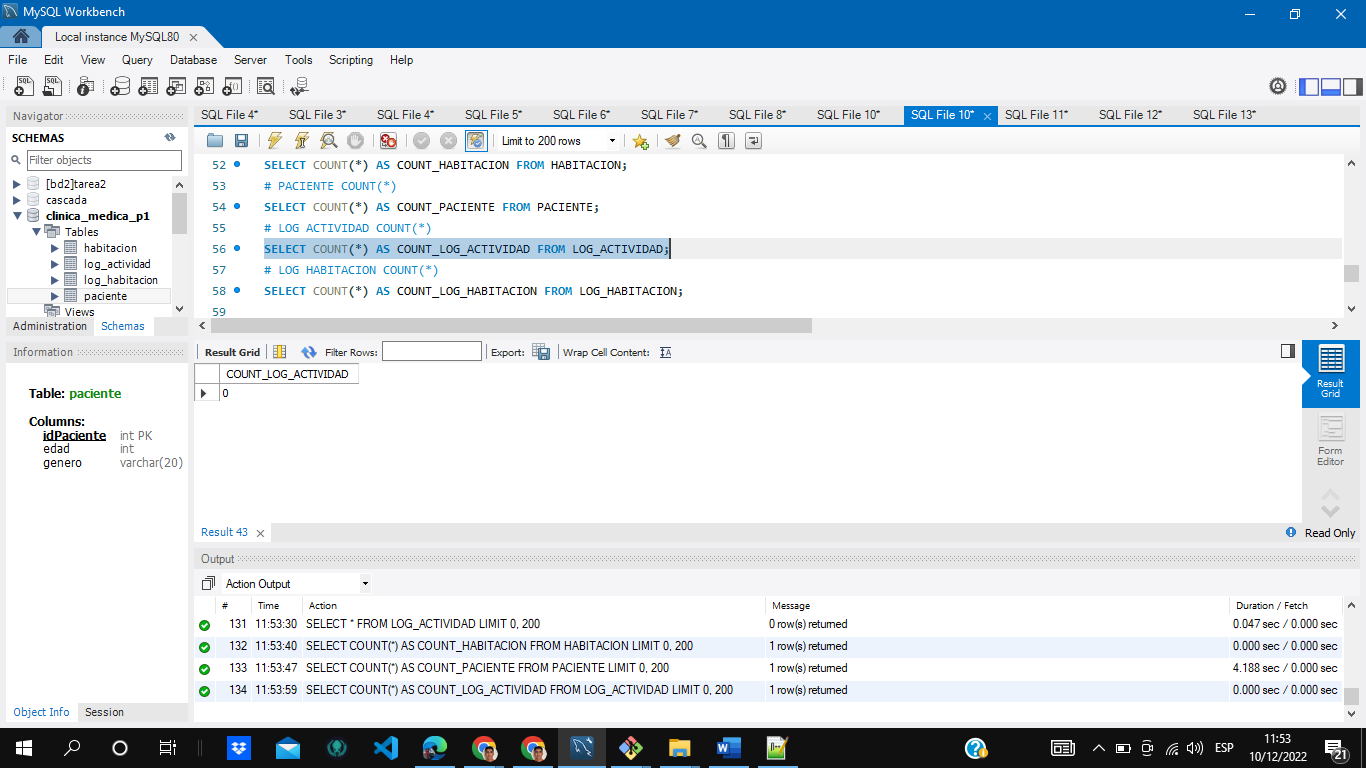 MySQL Workbench
Local instance MySQL80
File Edit View Query Database Server Tools Scripting Help
Navigator
SCHEMAS
Filter objects
[bd2]tarea2
cascada
clinica_medica_p1
Tables
habitacion
log_actividad
log_habitacion
paciente
Views
Administration Schemas
Information
Table: paciente
Columns:
idPaciente int PK
edad int
genero varchar(20)
Object Info Session
SQL File 4* SQL File 3* SQL File 4* SQL File 5* SQL File 6* SQL File 7* SQL File 8* SQL File 10* SQL File 10* SQL File 11* SQL File 12* SQL File 13*
Limit to 200 rows
52 SELECT COUNT(*) AS COUNT_HABITACION FROM HABITACION;
53 # PACIENTE COUNT(*)
54 SELECT COUNT(*) AS COUNT_PACIENTE FROM PACIENTE;
55 # LOG ACTIVIDAD COUNT(*)
56 SELECT COUNT(*) AS COUNT_LOG_ACTIVIDAD FROM LOG_ACTIVIDAD;
57 # LOG HABITACION COUNT(*)
58 SELECT COUNT(*) AS COUNT_LOG_HABITACION FROM LOG_HABITACION;
59
Result Grid Filter Rows: Export: Wrap Cell Content:
COUNT_LOG_ACTIVIDAD
0
Result Grid
Form Editor
Result 43
Read Only
Output
Action Output
# Time Action Message Duration / Fetch
131 11:53:30 SELECT * FROM LOG_ACTIVIDAD LIMIT 0, 200 0 row(s) returned 0.047 sec / 0.000 sec
132 11:53:40 SELECT COUNT(*) AS COUNT_HABITACION FROM HABITACION LIMIT 0, 200 1 row(s) returned 0.000 sec / 0.000 sec
133 11:53:47 SELECT COUNT(*) AS COUNT_PACIENTE FROM PACIENTE LIMIT 0, 200 1 row(s) returned 4.188 sec / 0.000 sec
134 11:53:59 SELECT COUNT(*) AS COUNT_LOG_ACTIVIDAD FROM LOG_ACTIVIDAD LIMIT 0, 200 1 row(s) returned 0.000 sec / 0.000 sec
ESP
11:53
10/12/2022
21